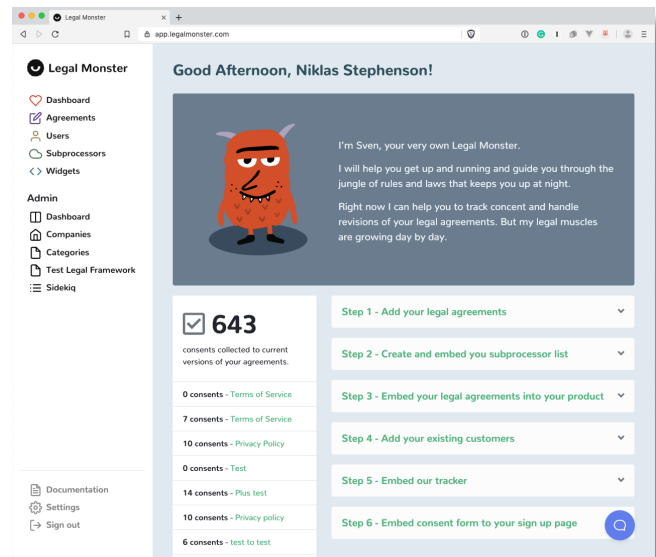 Legal Monster
app.legalmonster.com
Legal Monster
Dashboard
Agreements
Users
Subprocessors
Widgets
Admin
Dashboard
Companies
Categories
Test Legal Framework
Sidekiq
Documentation
Settings
Sign out
Good Afternoon, Niklas Stephenson!
I'm Sven, your very own Legal Monster.
I will help you get up and running and guide you through the
jungle of rules and laws that keeps you up at night.
Right now I can help you to track concent and handle
revisions of your legal agreements. But my legal muscles
are growing day by day.
643
consents collected to current
versions of your agreements.
0 consents - Terms of Service
7 consents - Terms of Service
10 consents - Privacy Policy
0 consents - Test
14 consents - Plus test
10 consents - Privacy policy
6 consents - test to test
Step 1 - Add your legal agreements
Step 2 - Create and embed you subprocessor list
Step 3 - Embed your legal agreements into your product
Step 4 - Add your existing customers
Step 5 - Embed our tracker
Step 6 - Embed consent form to your sign up page